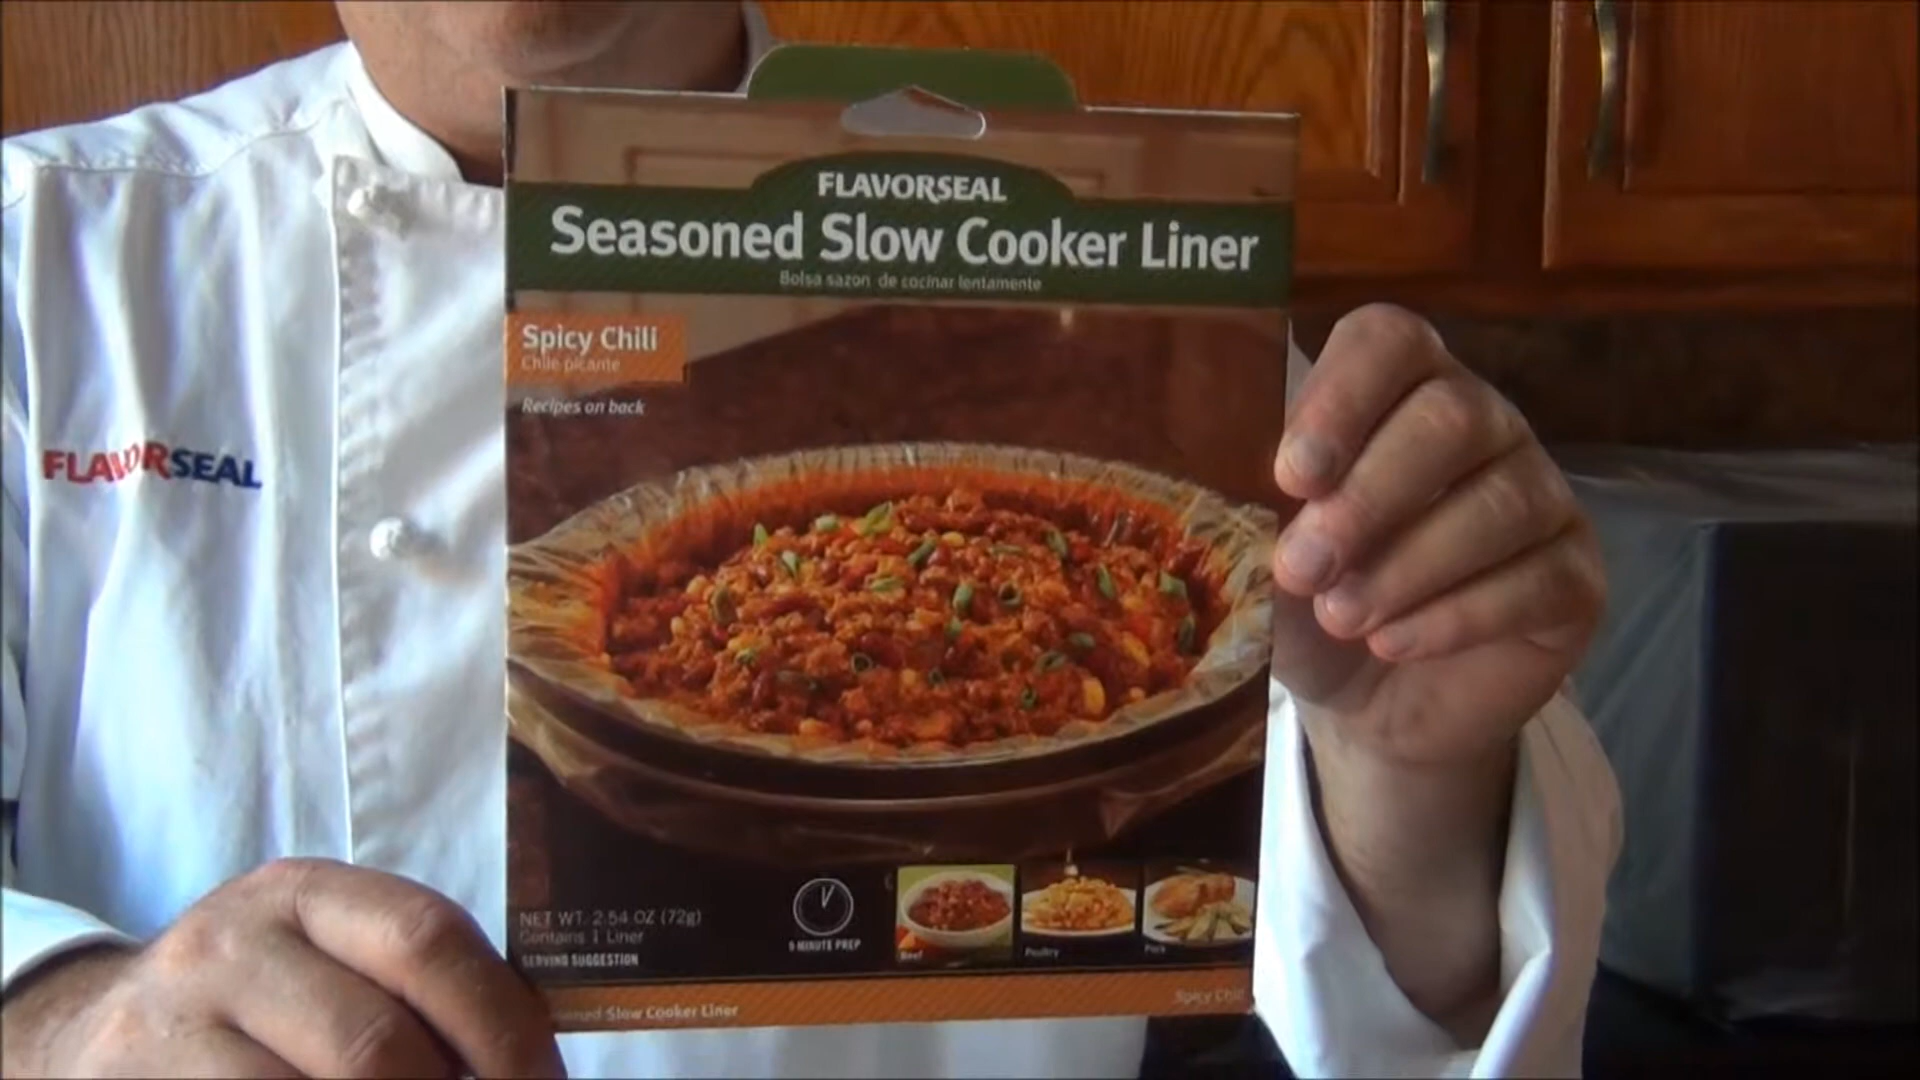 FLAVORSEAL
Seasoned Slow Cooker Liner
Bolsa sazon de cocinar lentamente
Spicy Chili
Chile picante
Recipes on back
FLAVORSEAL
NET WT. 2.54 OZ (72g)
Contains 1 Liner
SERVING SUGGESTION
5 MINUTE PREP
Beef
Poultry
Pork
Slow Cooker Liner
Spicy Chili